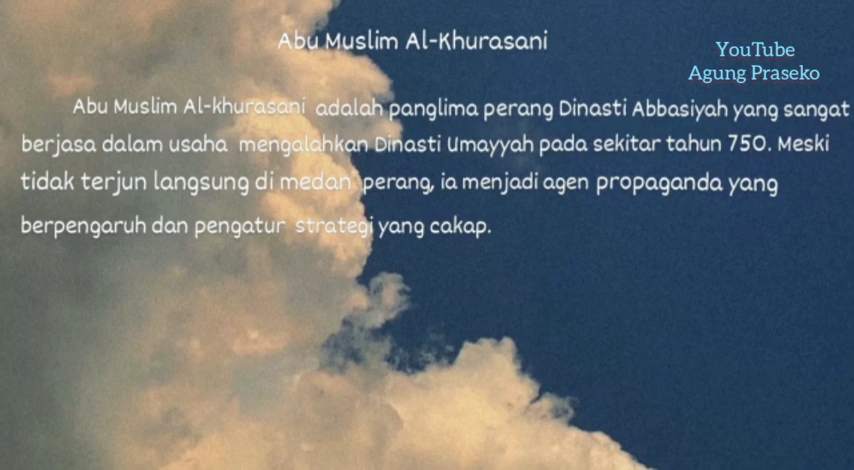 Abu Muslim Al-Khurasani
YouTube
Agung Praseko
Abu Muslim Al-khurasani adalah panglima perang Dinasti Abbasiyah yang sangat
berjasa dalam usaha mengalahkan Dinasti Umayyah pada sekitar tahun 750. Meski
tidak terjun langsung di medan perang, ia menjadi agen propaganda yang
berpengaruh dan pengatur strategi yang cakap.